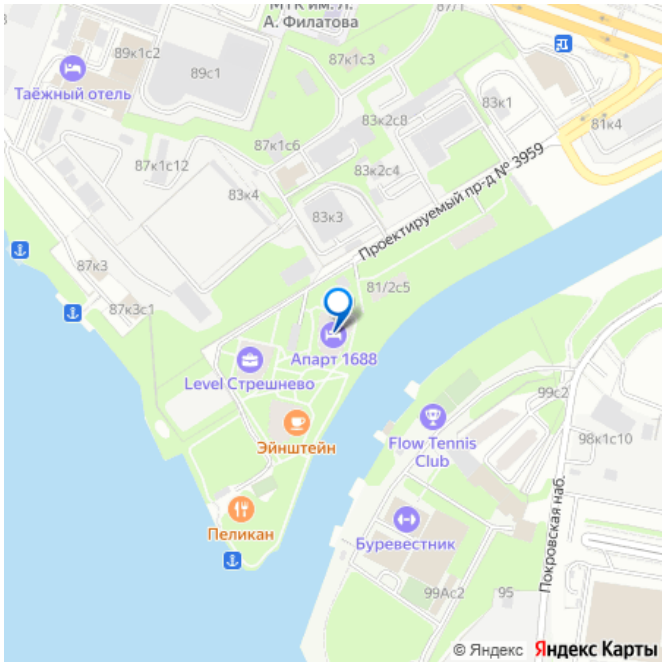 МТК им. Л.
А. Филатова
87/1
89к1с2
87к1с3
Таёжный отель
89с1
83к1
81к4
83к2с8
87к1с6
87к1с12
83к2с4
Проектируемый пр-д № 3959
83к4
83к3
87к3
81/2с5
87к3с1
Апарт 1688
Level Стрешнево
99с2
Эйнштейн
Flow Tennis
Club
98к1с10
Покровская наб.
Пеликан
Буревестник
99Ас2
95
© Яндекс Яндекс Карты